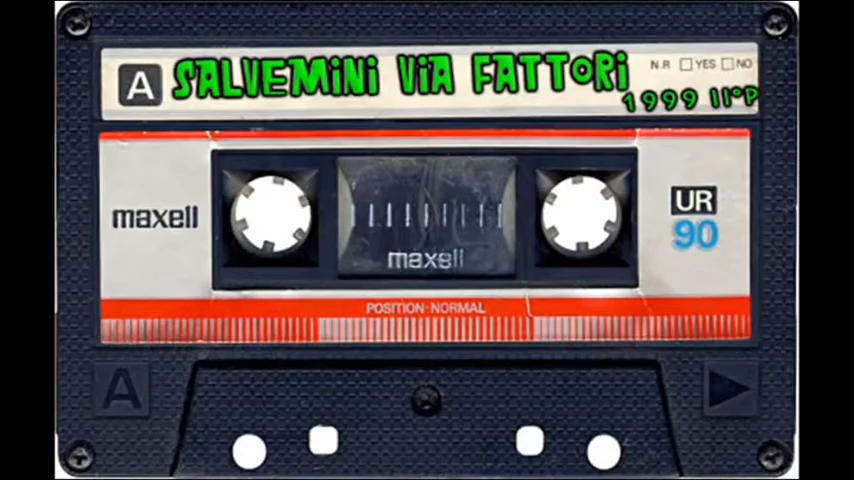 A SALVEMiNi ViA FATTORi
N.R YES NO
1999 II°P
maxell
maxell
UR
90
POSITION·NORMAL
A